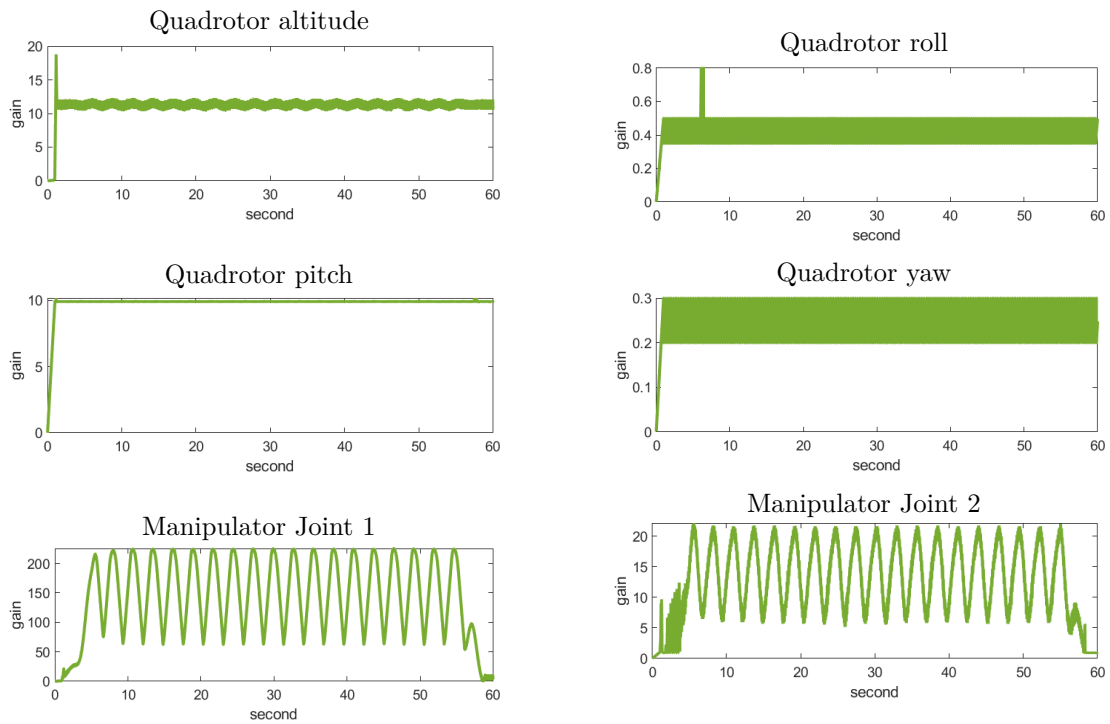 Quadrotor altitude
20
15
10
5
0
gain
0 10 20 30 40 50 60
second
Quadrotor roll
0.8
0.6
0.4
0.2
0
gain
0 10 20 30 40 50 60
second
Quadrotor pitch
10
5
0
gain
0 10 20 30 40 50 60
second
Quadrotor yaw
0.3
0.2
0.1
0
gain
0 10 20 30 40 50 60
second
Manipulator Joint 1
200
150
100
50
0
gain
0 10 20 30 40 50 60
second
Manipulator Joint 2
20
15
10
5
0
gain
0 10 20 30 40 50 60
second